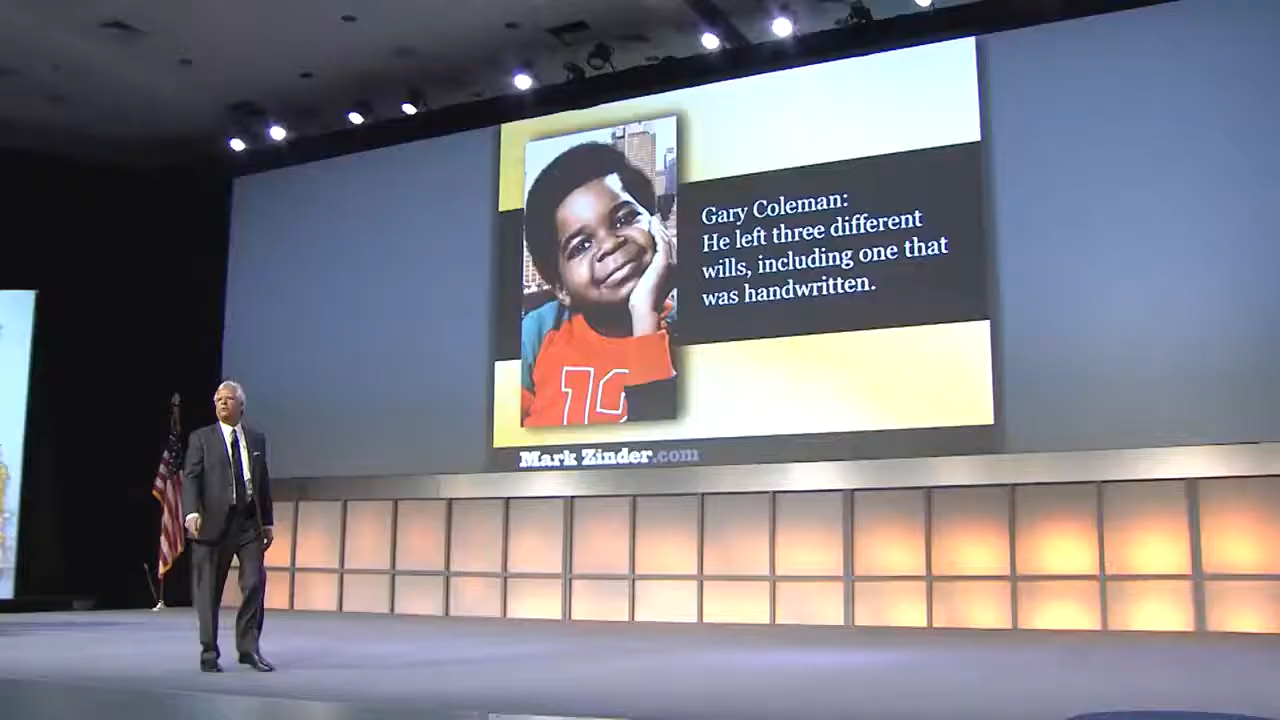 Gary Coleman:
He left three different
wills, including one that
was handwritten.
Mark Zinder.com